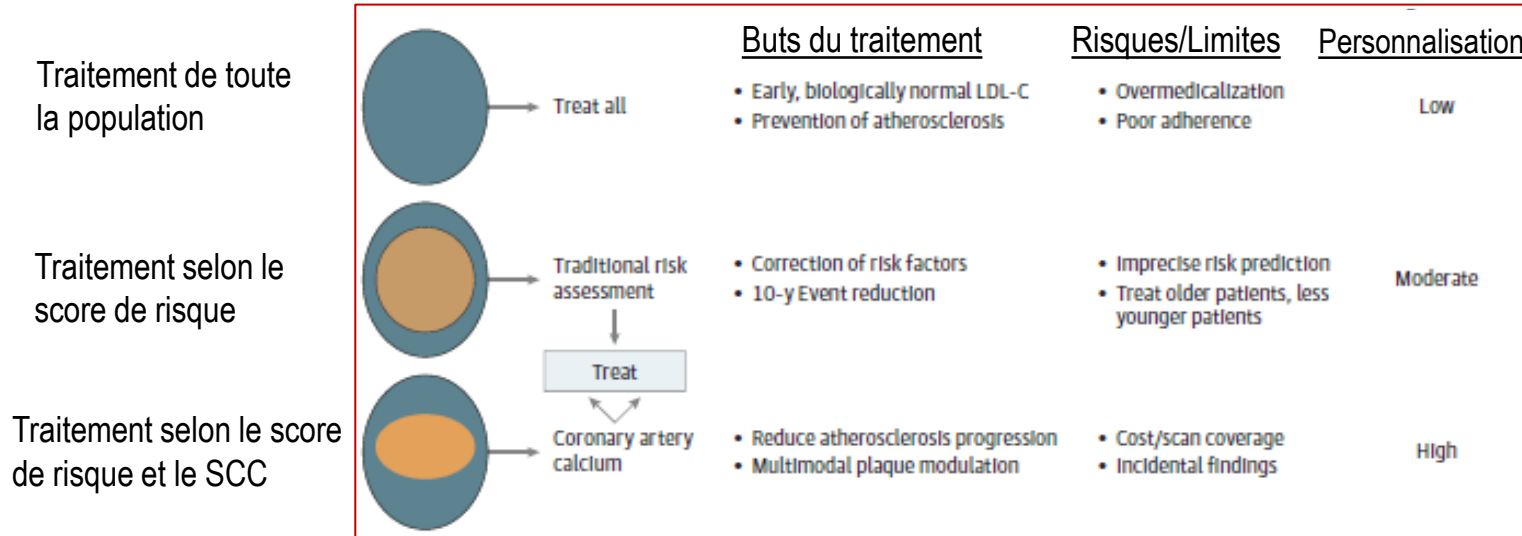 Buts du traitement
Risques/Limites
Personnalisation
Traitement de toute
la population
Treat all
• Early, biologically normal LDL-C
• Prevention of atherosclerosis
• Overmedicalization
• Poor adherence
Low
Traitement selon le
score de risque
Traditional risk
assessment
• Correction of risk factors
• 10-y Event reduction
• Imprecise risk prediction
• Treat older patients, less
younger patients
Moderate
Treat
Traitement selon le score
de risque et le SCC
Coronary artery
calcium
• Reduce atherosclerosis progression
• Multimodal plaque modulation
• Cost/scan coverage
• Incidental findings
High